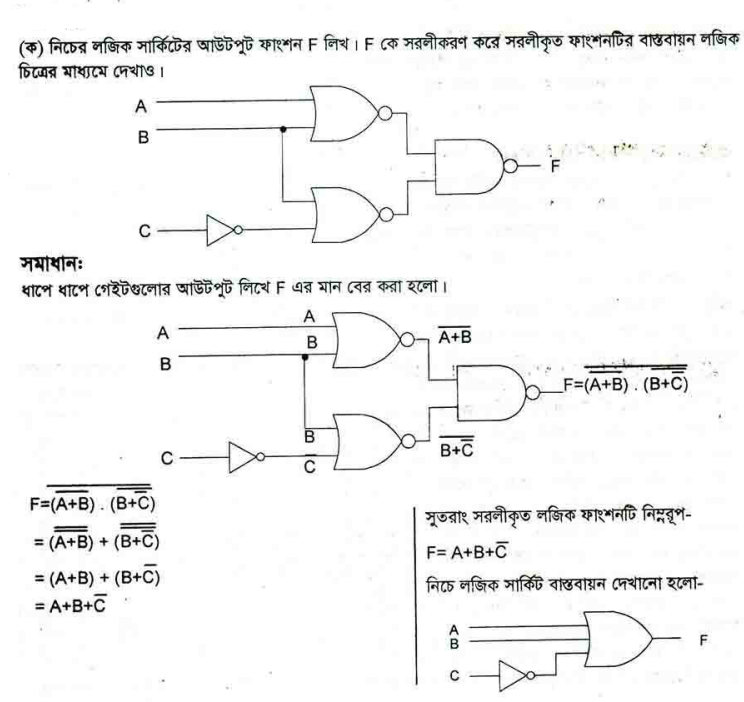 (ক) নিচের লজিক সার্কিটের আউটপুট ফাংশন F লিখ। F কে সরলীকরণ করে সরলীকৃত ফাংশনটির বাস্তবায়ন লজিক
চিত্রের মাধ্যমে দেখাও।
A
B
F
C
সমাধানঃ
ধাপে ধাপে গেইটগুলোর আউটপুট লিখে F এর মান বের করা হলো।
A A
B B
A̅+̅B̅
F=(A+B) . (B+C̅)
B
C C̅
B+C̅
F=(A+B) . (B+C̅)
= (A+B) + (B+C̅)
= (A+B) + (B+C̅)
= A+B+C̅
সুতরাং সরলীকৃত লজিক ফাংশনটি নিম্নরূপ-
F= A+B+C̅
নিচে লজিক সার্কিট বাস্তবায়ন দেখানো হলো-
A
B
F
C